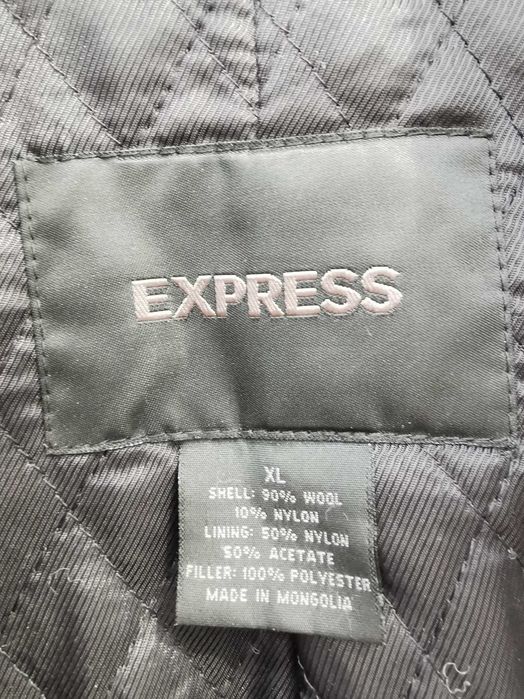 EXPRESS
XL
SHELL: 90% WOOL
10% NYLON
LINING: 50% NYLON
50% ACETATE
FILLER: 100% POLYESTER
MADE IN MONGOLIA